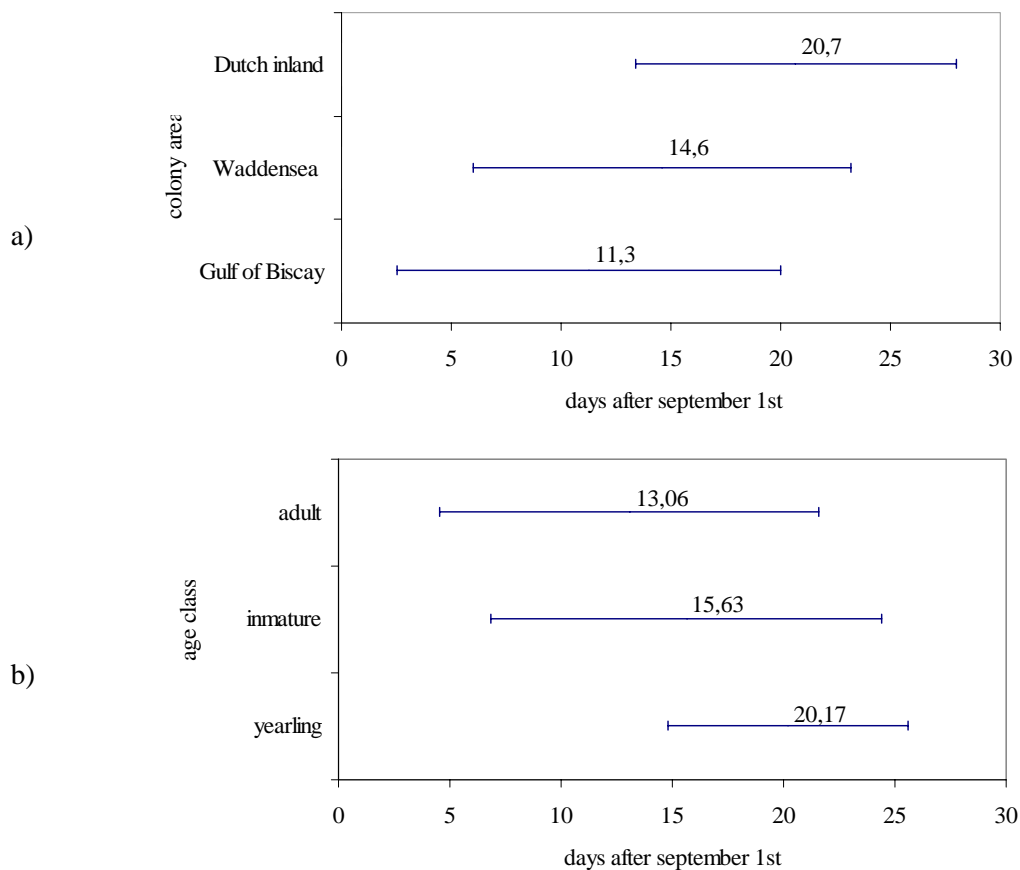 a)
colony area
Dutch inland
20,7
Waddensea
14,6
Gulf of Biscay
11,3
0 5 10 15 20 25 30
days after september 1st
b)
age class
adult
13,06
inmature
15,63
yearling
20,17
0 5 10 15 20 25 30
days after september 1st